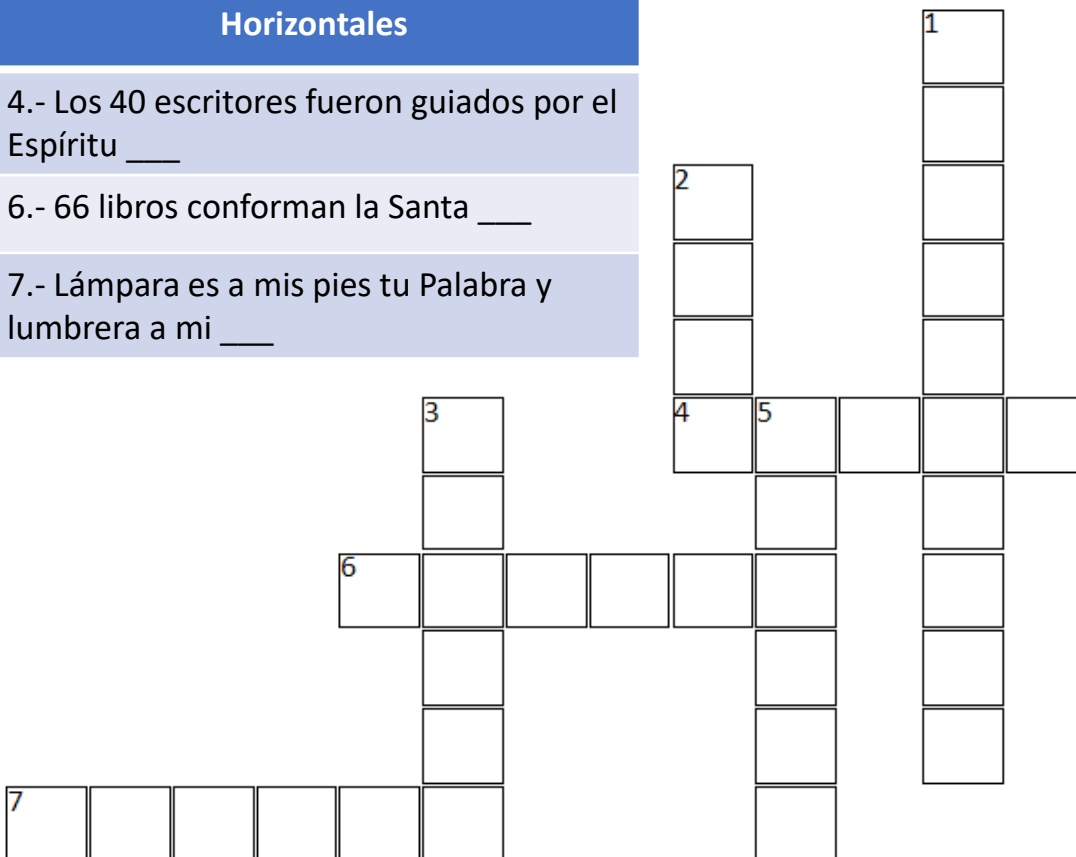 Horizontales
4.- Los 40 escritores fueron guiados por el
Espíritu ___
6.- 66 libros conforman la Santa ___
7.- Lámpara es a mis pies tu Palabra y
lumbrera a mi ___
1
2
3
4 5
6
7